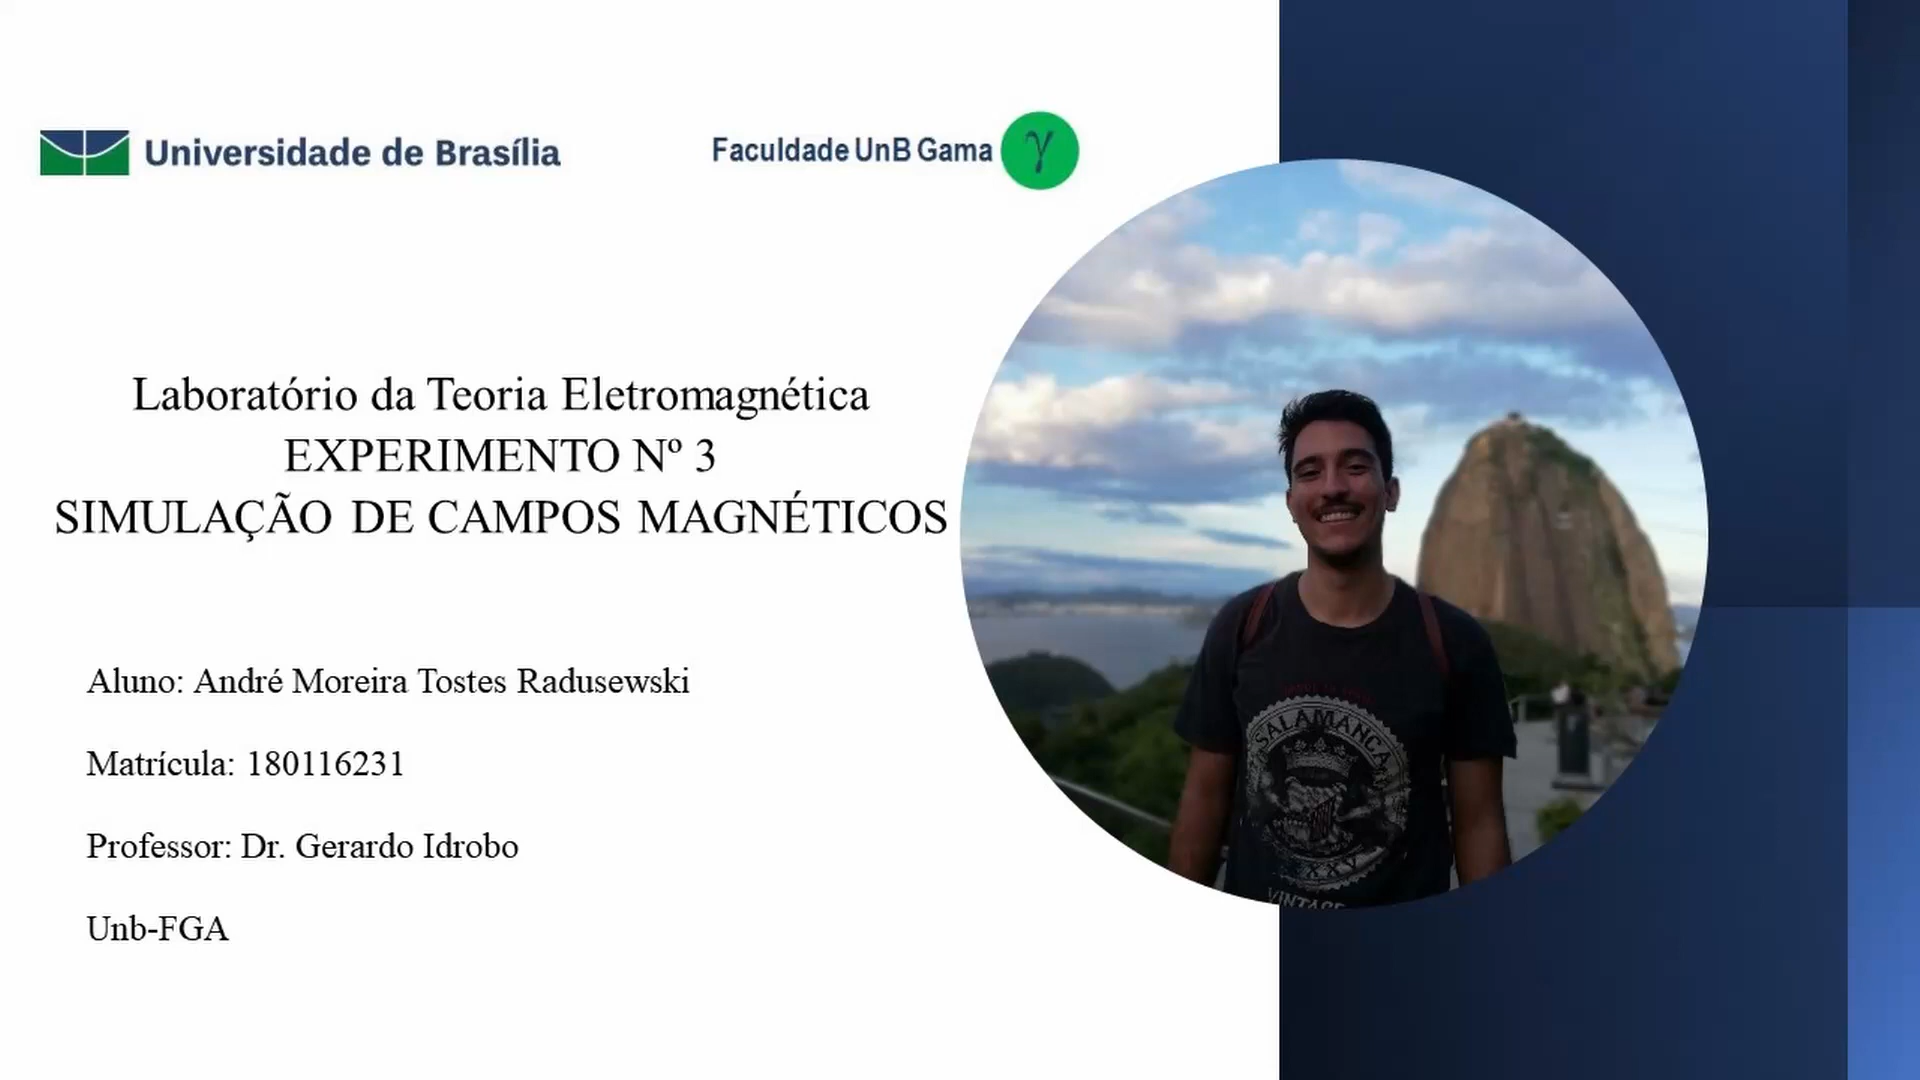 Universidade de Brasília
Faculdade UnB Gama γ
Laboratório da Teoria Eletromagnética
EXPERIMENTO Nº 3
SIMULAÇÃO DE CAMPOS MAGNÉTICOS
Aluno: André Moreira Tostes Radusewski
Matrícula: 180116231
Professor: Dr. Gerardo Idrobo
Unb-FGA
SALAMANCA
XXV